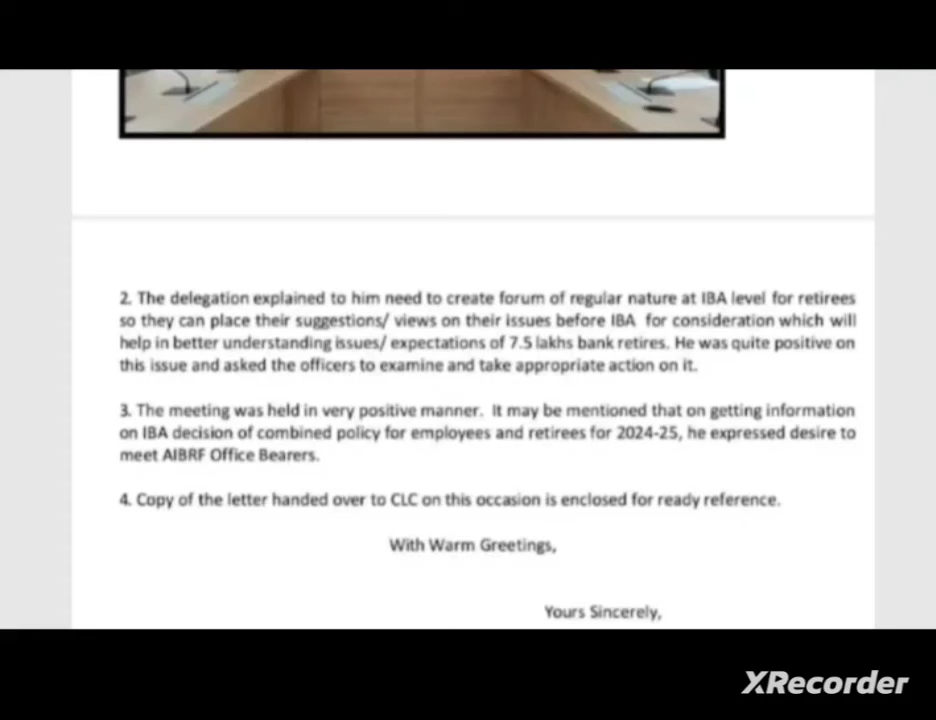 2. The delegation explained to him need to create forum of regular nature at IBA level for retirees
so they can place their suggestions/ views on their issues before IBA for consideration which will
help in better understanding issues/ expectations of 7.5 lakhs bank retires. He was quite positive on
this issue and asked the officers to examine and take appropriate action on it.
3. The meeting was held in very positive manner. It may be mentioned that on getting information
on IBA decision of combined policy for employees and retirees for 2024-25, he expressed desire to
meet AIBRF Office Bearers.
4. Copy of the letter handed over to CLC on this occasion is enclosed for ready reference.
With Warm Greetings,
Yours Sincerely,
XRecorder